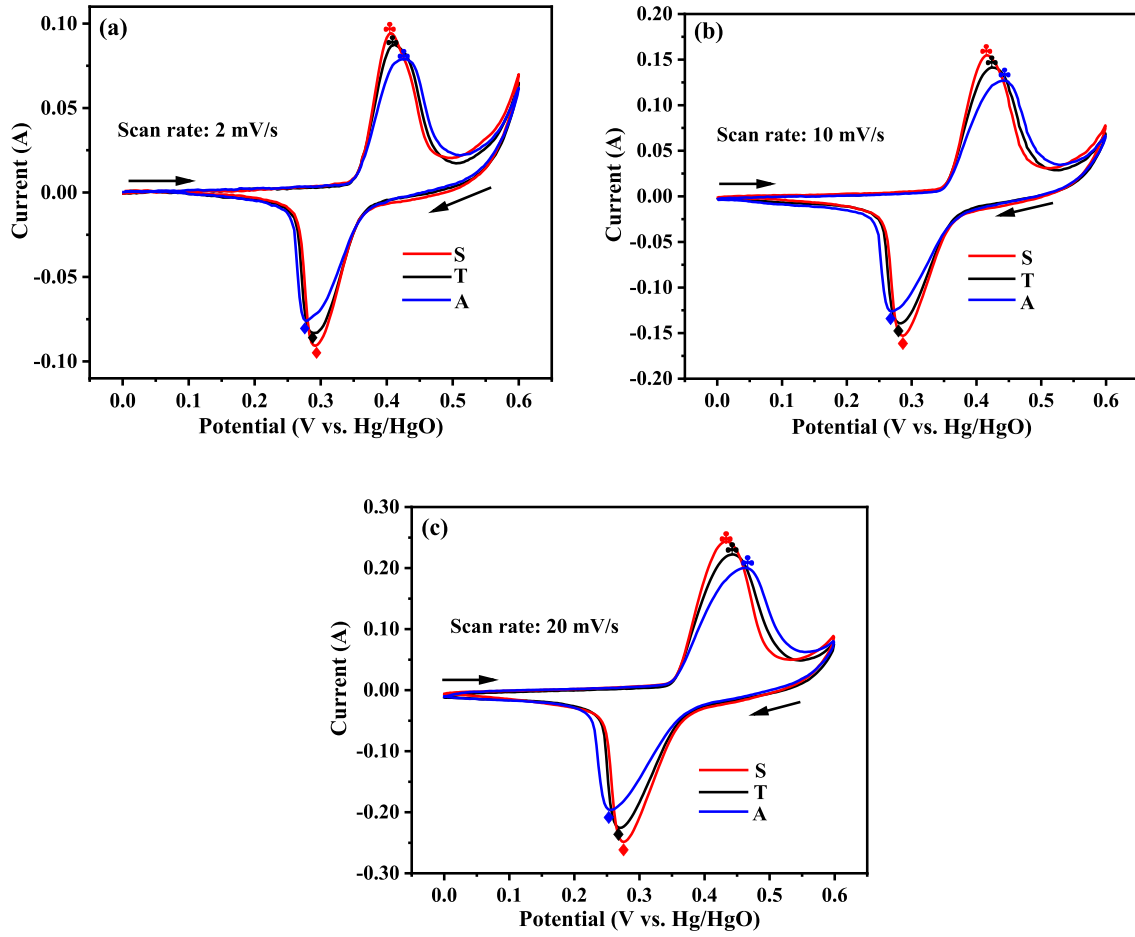 (a)
Scan rate: 2 mV/s
S
T
A
0.10
0.05
0.00
-0.05
-0.10
Current (A)
0.0 0.1 0.2 0.3 0.4 0.5 0.6
Potential (V vs. Hg/HgO)
(b)
Scan rate: 10 mV/s
S
T
A
0.20
0.15
0.10
0.05
0.00
-0.05
-0.10
-0.15
-0.20
Current (A)
0.0 0.1 0.2 0.3 0.4 0.5 0.6
Potential (V vs. Hg/HgO)
(c)
Scan rate: 20 mV/s
S
T
A
0.30
0.20
0.10
0.00
-0.10
-0.20
-0.30
Current (A)
0.0 0.1 0.2 0.3 0.4 0.5 0.6
Potential (V vs. Hg/HgO)